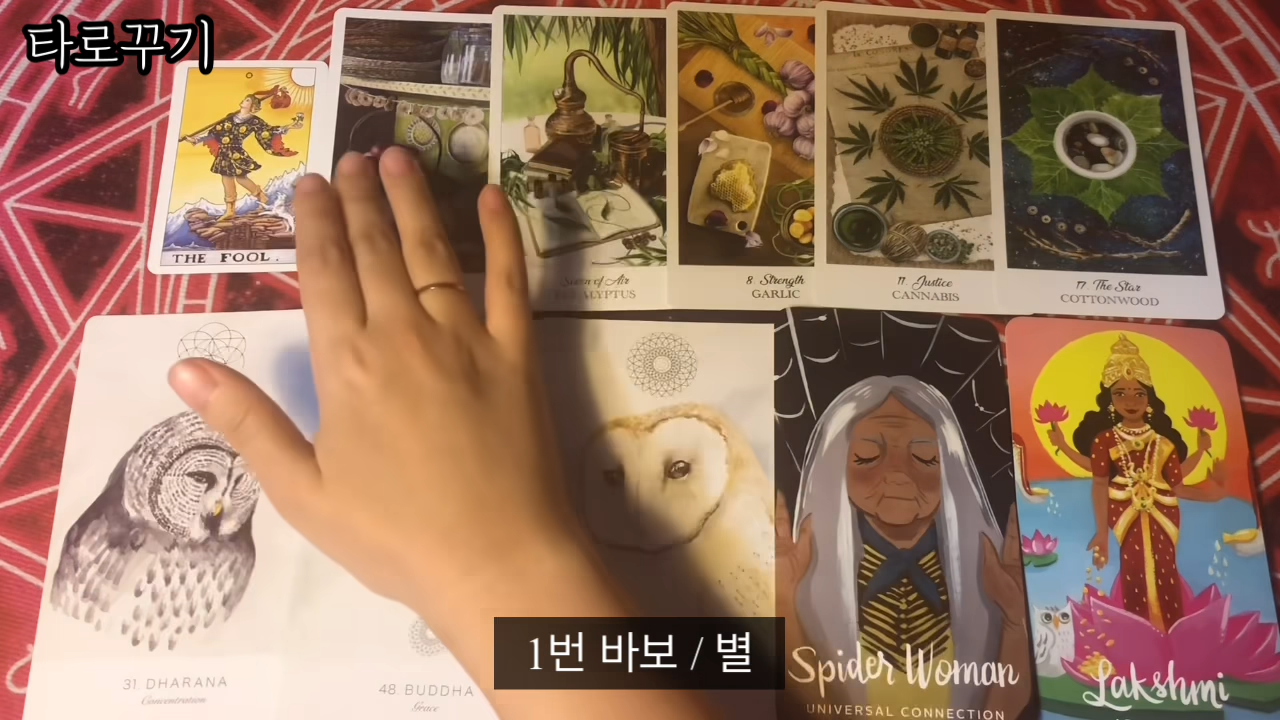 타로꾸기
THE FOOL.
of Air
8 Strength
GARLIC
11 Justice
CANNABIS
17 The Star
COTTONWOOD
31 DHARANA
Concentration
48 BUDDHA
Grace
1번 바보 / 별
Spider Woman
UNIVERSAL CONNECTION
Lakshmi